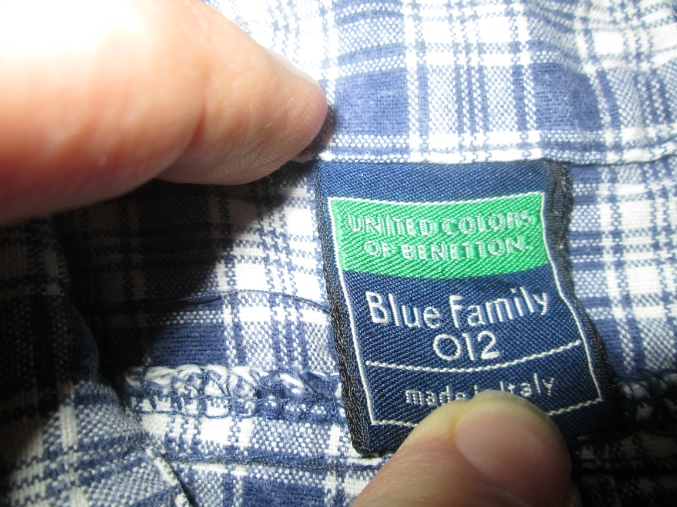 UNITED COLORS
OF BENETTON.
Blue Family
012
made in Italy